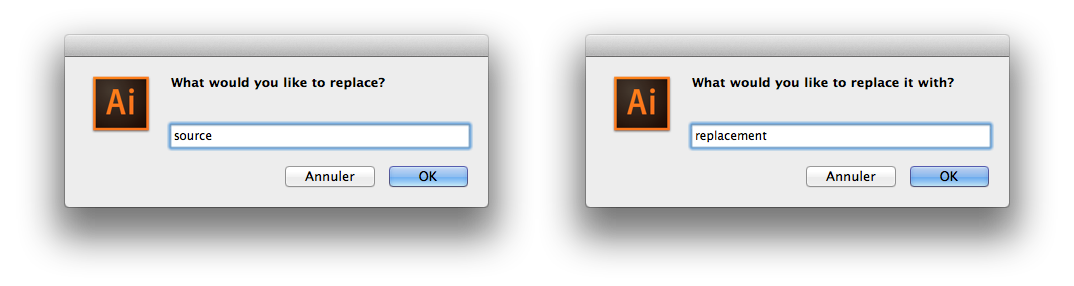 What would you like to replace?
Ai
source
Annuler OK
What would you like to replace it with?
Ai
replacement
Annuler OK